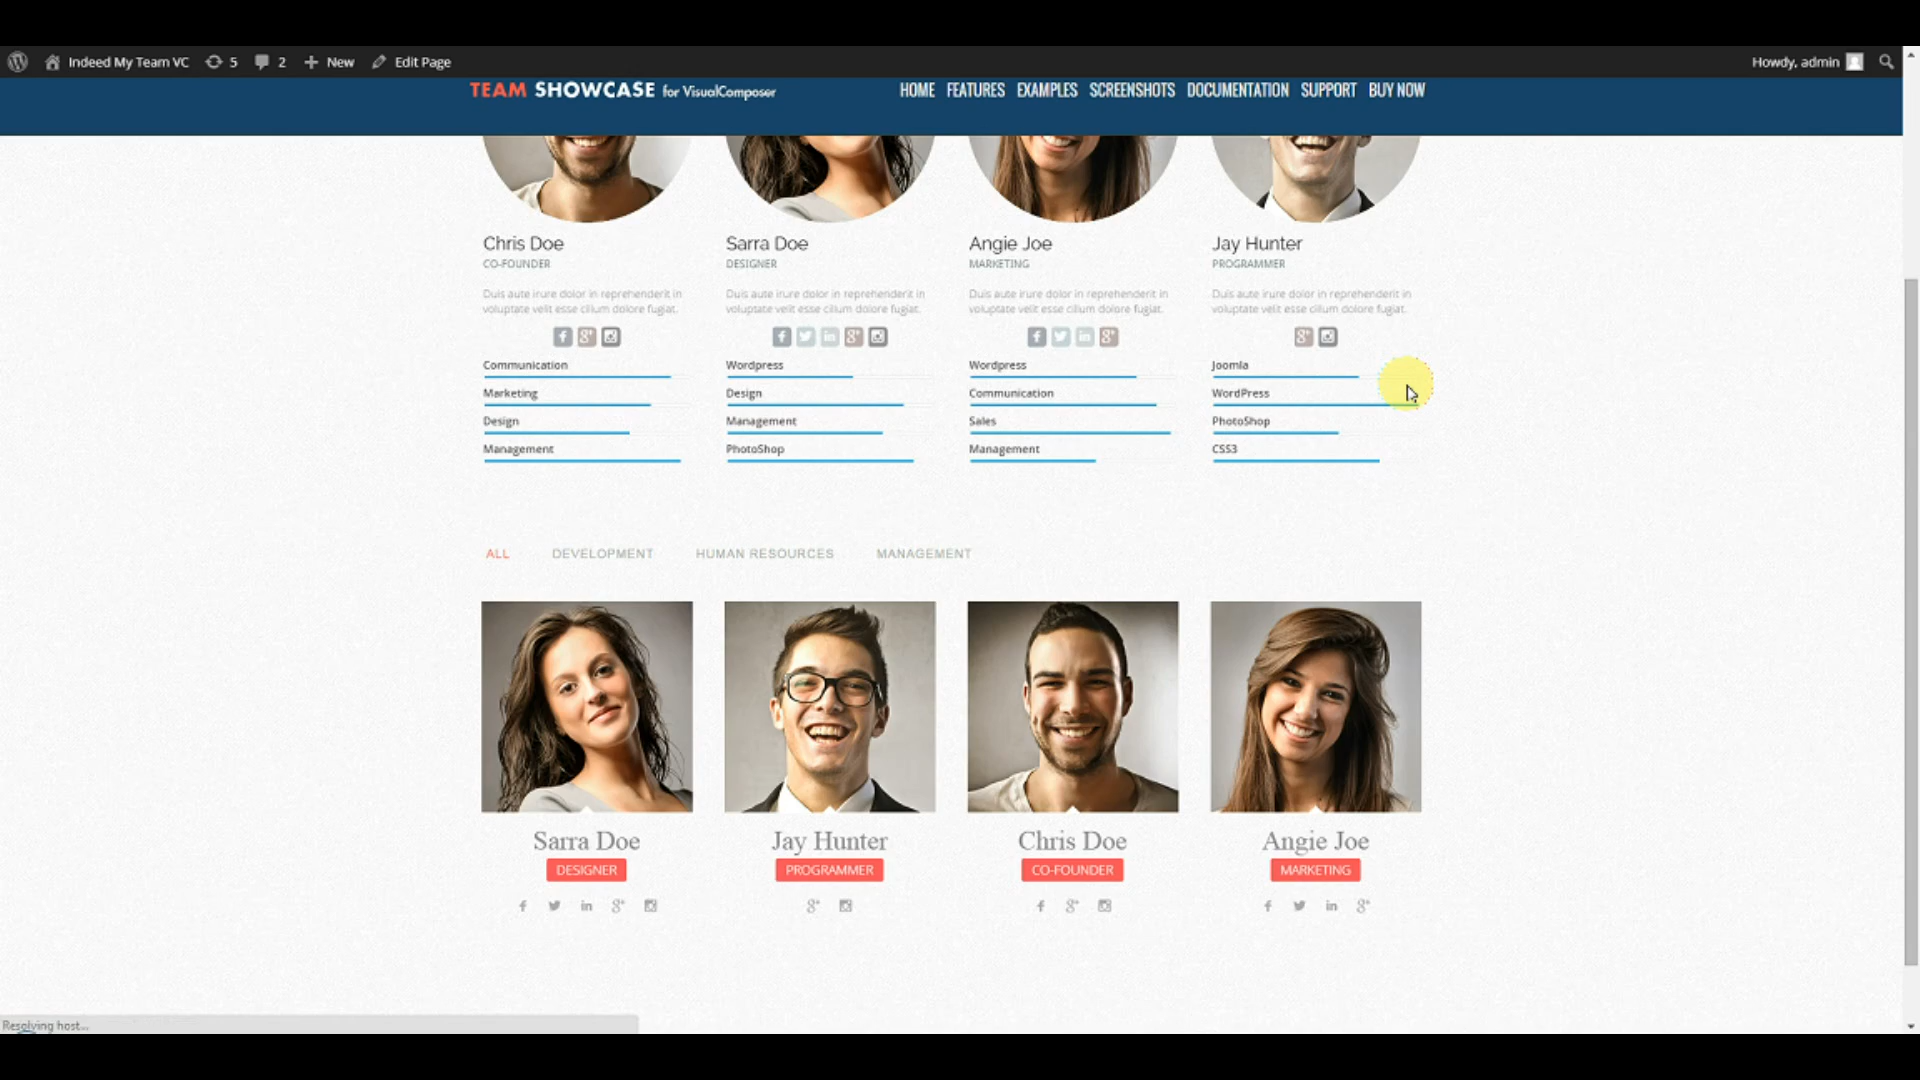 Indeed My Team VC 5 2 New Edit Page Howdy, admin
TEAM SHOWCASE for VisualComposer HOME FEATURES EXAMPLES SCREENSHOTS DOCUMENTATION SUPPORT BUY NOW
Chris Doe Sarra Doe Angie Joe Jay Hunter
CO-FOUNDER DESIGNER MARKETING PROGRAMMER
Duis aute irure dolor in reprehenderit in Duis aute irure dolor in reprehenderit in Duis aute irure dolor in reprehenderit in Duis aute irure dolor in reprehenderit in
voluptate velit esse cillum dolore fugiat. voluptate velit esse cillum dolore fugiat. voluptate velit esse cillum dolore fugiat. voluptate velit esse cillum dolore fugiat.
Communication Wordpress Wordpress Joomla
Marketing Design Communication WordPress
Design Management Sales PhotoShop
Management PhotoShop Management CSS3
ALL DEVELOPMENT HUMAN RESOURCES MANAGEMENT
Sarra Doe Jay Hunter Chris Doe Angie Joe
DESIGNER PROGRAMMER CO-FOUNDER MARKETING
Resolving host...